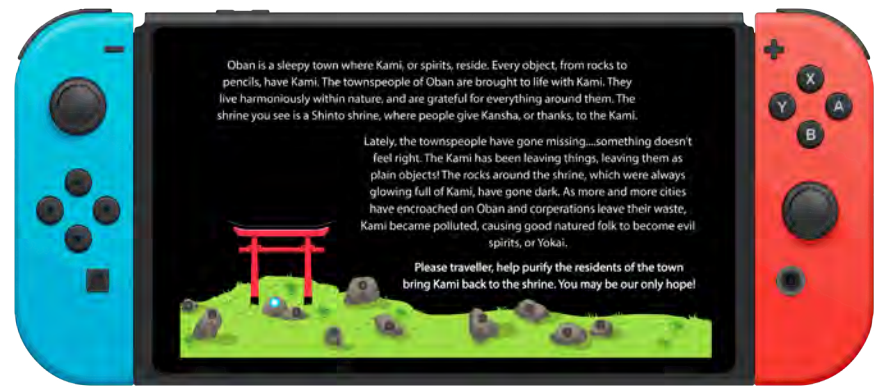 Oban is a sleepy town where Kami, or spirits, reside. Every object, from rocks to
pencils, have Kami. The townspeople of Oban are brought to life with Kami. They
live harmoniously within nature, and are grateful for everything around them. The
shrine you see is a Shinto shrine, where people give Kansha, or thanks, to the Kami.
Lately, the townspeople have gone missing....something doesn't
feel right. The Kami has been leaving things, leaving them as
plain objects! The rocks around the shrine, which were always
glowing full of Kami, have gone dark. As more and more cities
have encroached on Oban and corperations leave their waste,
Kami became polluted, causing good natured folk to become evil
spirits, or Yokai.
Please traveller, help purify the residents of the town
bring Kami back to the shrine. You may be our only hope!
X
Y
A
B